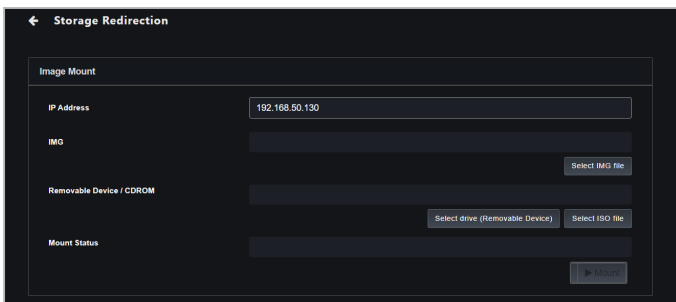 Storage Redirection
Image Mount
IP Address
192.168.50.130
IMG
Select IMG file
Removable Device / CDROM
Select drive (Removable Device) Select ISO file
Mount Status
Mount